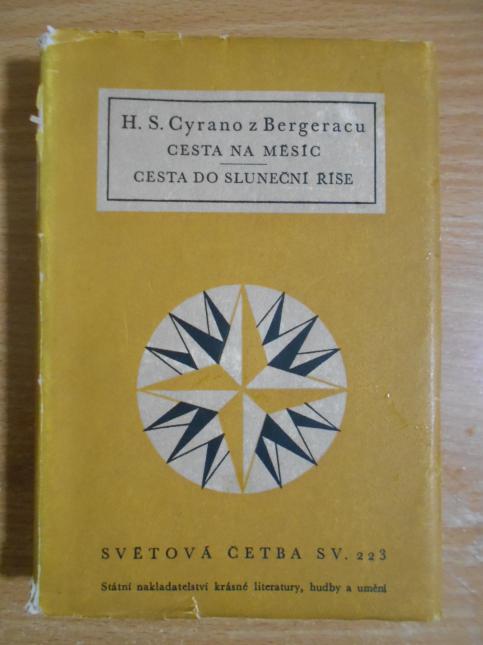 H. S. Cyrano z Bergeracu
CESTA NA MĚSÍC
CESTA DO SLUNEČNÍ ŘÍŠE
SVĚTOVÁ ČETBA SV. 223
Státní nakladatelství krásné literatury, hudby a umění